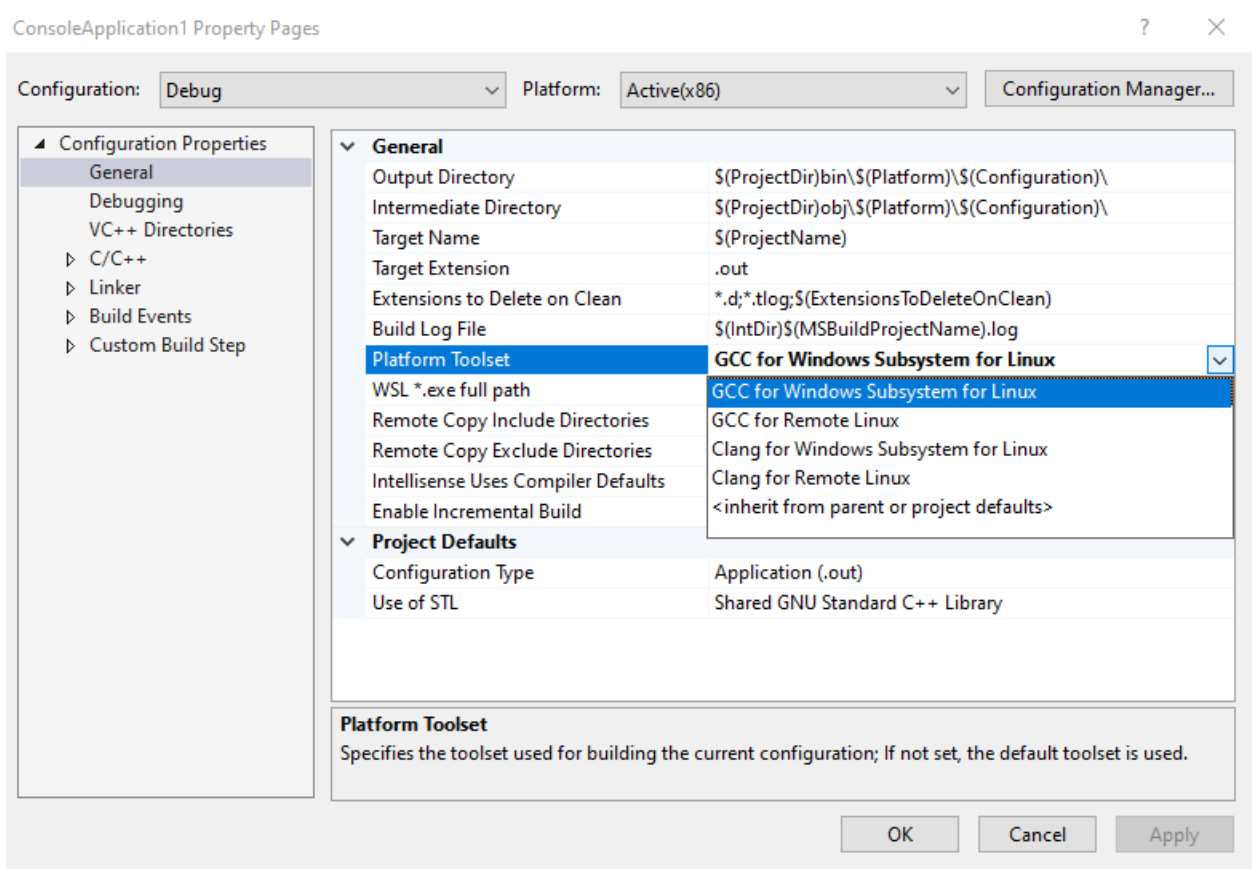 ConsoleApplication1 Property Pages
Configuration: Debug Platform: Active(x86) Configuration Manager...
Configuration Properties
General
Debugging
VC++ Directories
C/C++
Linker
Build Events
Custom Build Step
General
Output Directory $(ProjectDir)bin\$(Platform)\$(Configuration)\
Intermediate Directory $(ProjectDir)obj\$(Platform)\$(Configuration)\
Target Name $(ProjectName)
Target Extension .out
Extensions to Delete on Clean *.d;*.tlog;$(ExtensionsToDeleteOnClean)
Build Log File $(IntDir)$(MSBuildProjectName).log
Platform Toolset GCC for Windows Subsystem for Linux
WSL *.exe full path GCC for Windows Subsystem for Linux
Remote Copy Include Directories GCC for Remote Linux
Remote Copy Exclude Directories Clang for Windows Subsystem for Linux
Intellisense Uses Compiler Defaults Clang for Remote Linux
Enable Incremental Build <inherit from parent or project defaults>
Project Defaults
Configuration Type Application (.out)
Use of STL Shared GNU Standard C++ Library
Platform Toolset
Specifies the toolset used for building the current configuration; If not set, the default toolset is used.
OK Cancel Apply